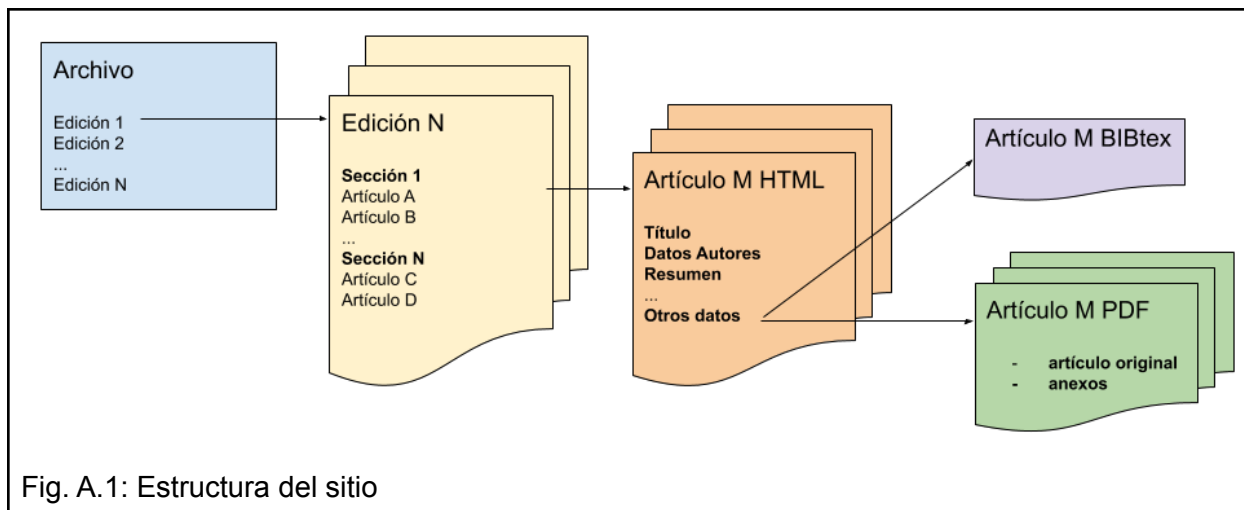 Archivo
Edición 1
Edición 2
...
Edición N
Edición N
Sección 1
Artículo A
Artículo B
...
Sección N
Artículo C
Artículo D
Artículo M HTML
Título
Datos Autores
Resumen
...
Otros datos
Artículo M BIBtex
Artículo M PDF
- artículo original
- anexos
Fig. A.1: Estructura del sitio